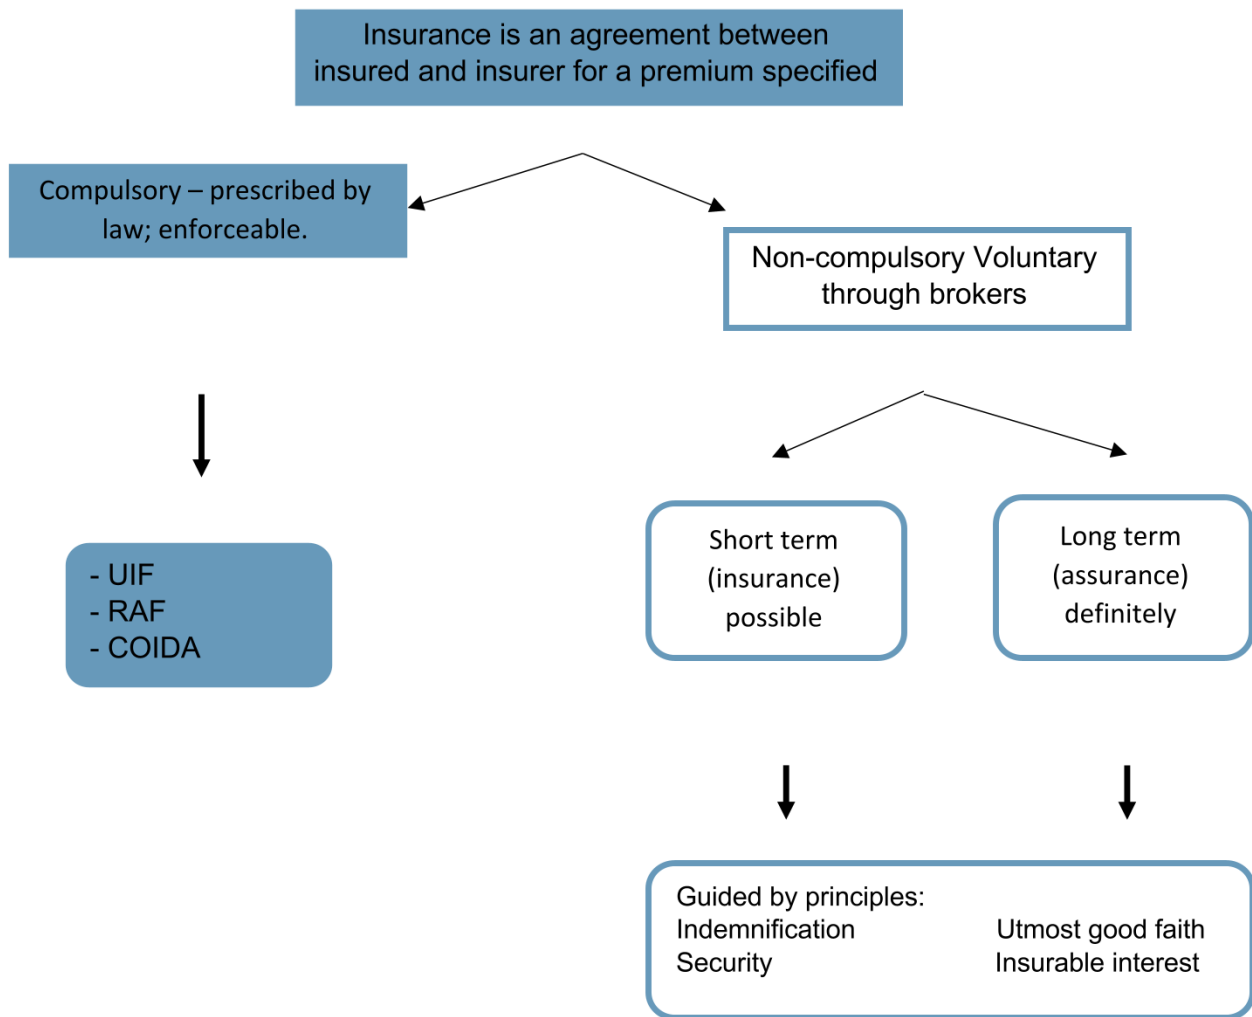 Insurance is an agreement between
insured and insurer for a premium specified
Compulsory – prescribed by
law; enforceable.
Non-compulsory Voluntary
through brokers
- UIF
- RAF
- COIDA
Short term
(insurance)
possible
Long term
(assurance)
definitely
Guided by principles:
Indemnification Utmost good faith
Security Insurable interest